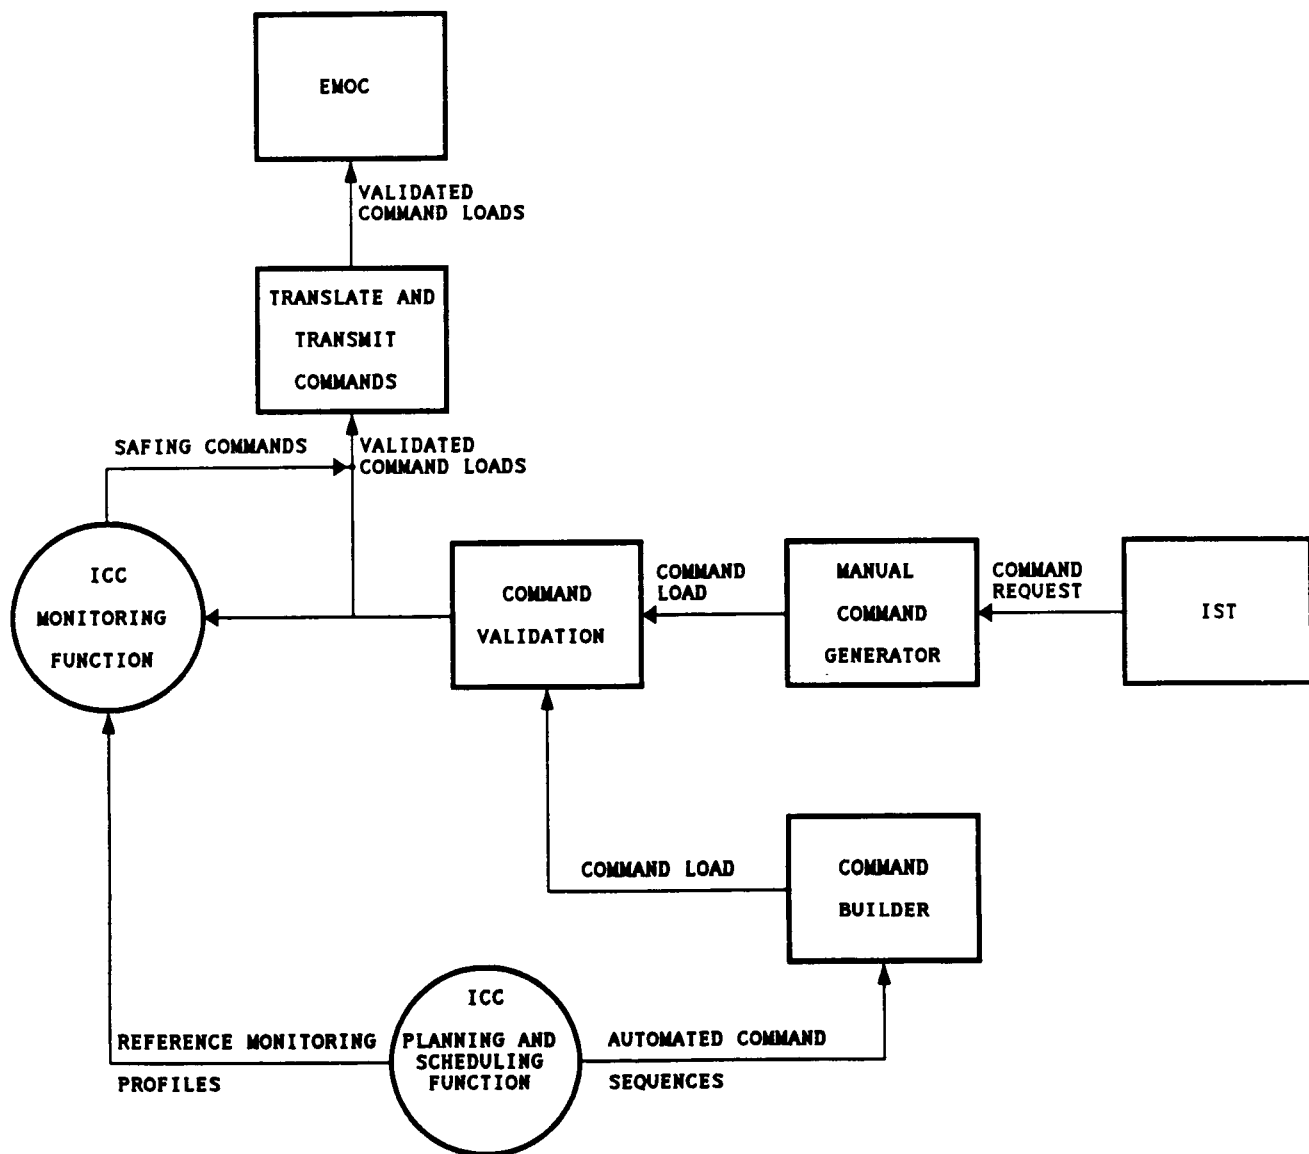 EMOC
VALIDATED
COMMAND LOADS
TRANSLATE AND
TRANSMIT
COMMANDS
SAFING COMMANDS
VALIDATED
COMMAND LOADS
ICC
MONITORING
FUNCTION
COMMAND
VALIDATION
COMMAND
LOAD
MANUAL
COMMAND
GENERATOR
COMMAND
REQUEST
IST
COMMAND LOAD
COMMAND
BUILDER
REFERENCE MONITORING
PROFILES
ICC
PLANNING AND
SCHEDULING
FUNCTION
AUTOMATED COMMAND
SEQUENCES